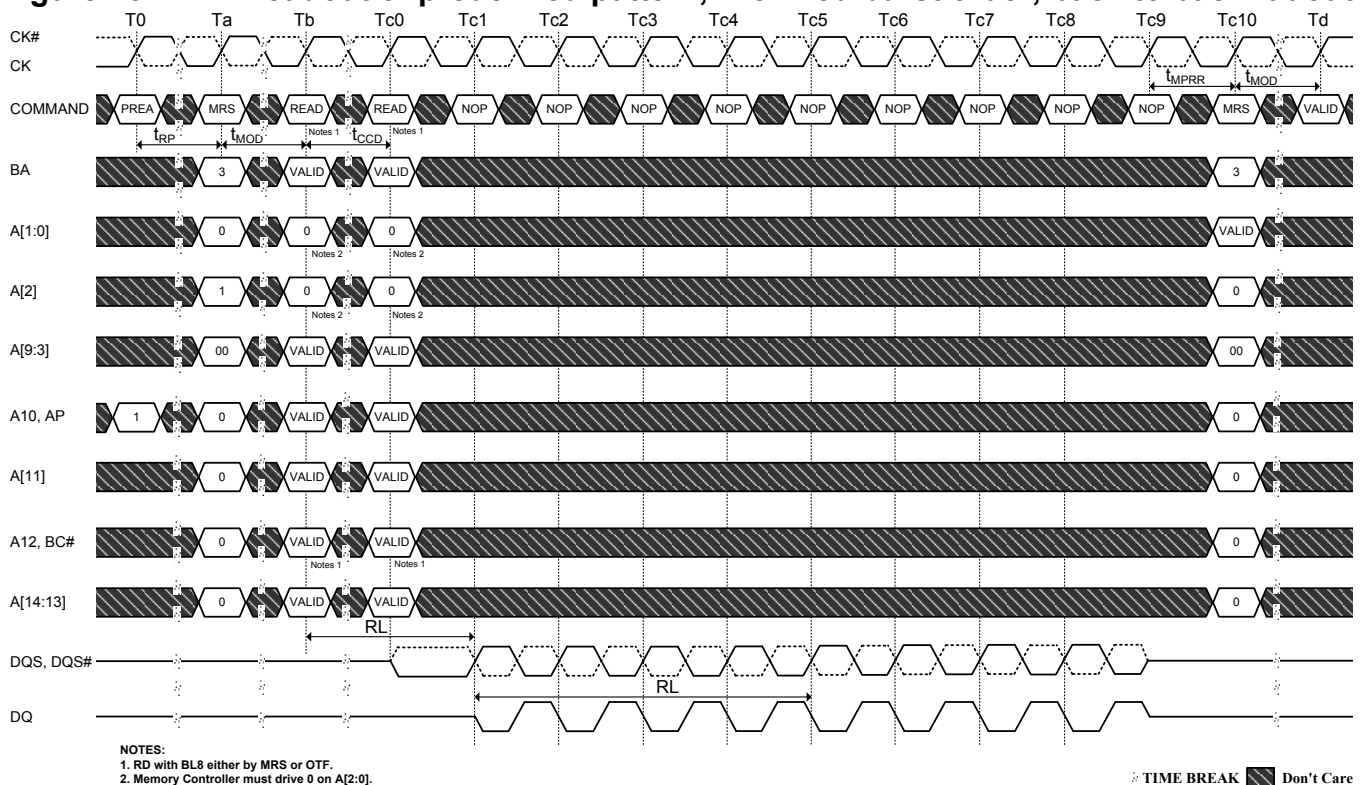 T0 Ta Tb Tc0 Tc1 Tc2 Tc3 Tc4 Tc5 Tc6 Tc7 Tc8 Tc9 Tc10 Td
CK#
CK
tMPRR tMOD
COMMAND PREA MRS READ READ NOP NOP NOP NOP NOP NOP NOP NOP NOP MRS VALID
Notes 1 Notes 1
tRP tMOD tCCD
BA 3 VALID VALID 3
A[1:0] 0 0 0 VALID
Notes 2 Notes 2
A[2] 1 0 0 0
Notes 2 Notes 2
A[9:3] 00 VALID VALID 00
A10, AP 1 0 VALID VALID 0
A[11] 0 VALID VALID 0
A12, BC# 0 VALID VALID 0
Notes 1 Notes 1
A[14:13] 0 VALID VALID 0
RL
DQS, DQS#
RL
DQ
NOTES:
1. RD with BL8 either by MRS or OTF.
2. Memory Controller must drive 0 on A[2:0].
TIME BREAK Don't Care